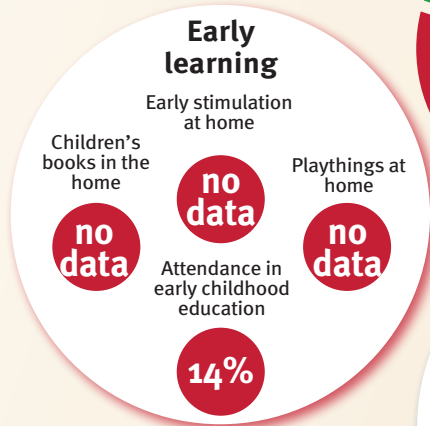 Early
learning
Early stimulation
at home
no
data
Children’s
books in the
home
no
data
Playthings at
home
no
data
Attendance in
early childhood
education
14%